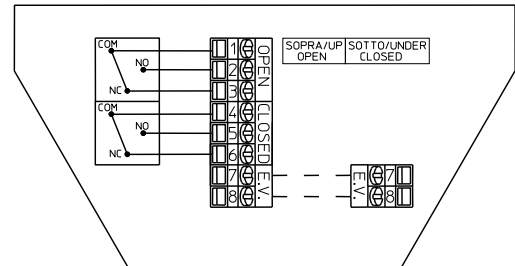 COM
NO
NC
COM
NO
NC
1
2
3
4
5
6
7
8
OPEN
CLOSED
E.V.
SOPRA/UP SOTTO/UNDER
OPEN CLOSED
E.V.
7
8